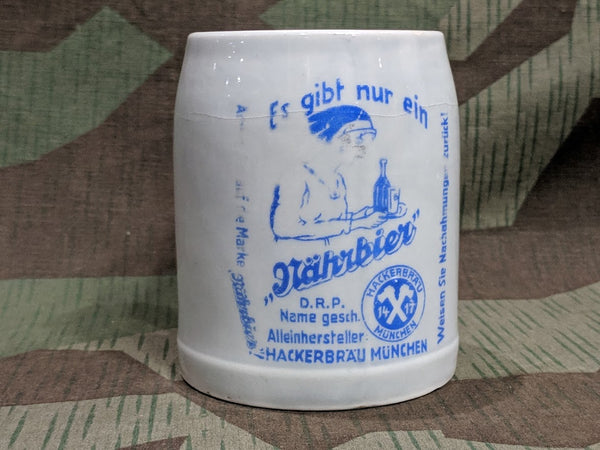 Es gibt nur ein
„Nährbier"
D.R.P.
Name gesch.
Alleinhersteller:
HACKERBRÄU MÜNCHEN
HACKERBRÄU
14 17
MÜNCHEN
auf die Marke Nährbier
Weisen Sie Nachahmungen zurück!